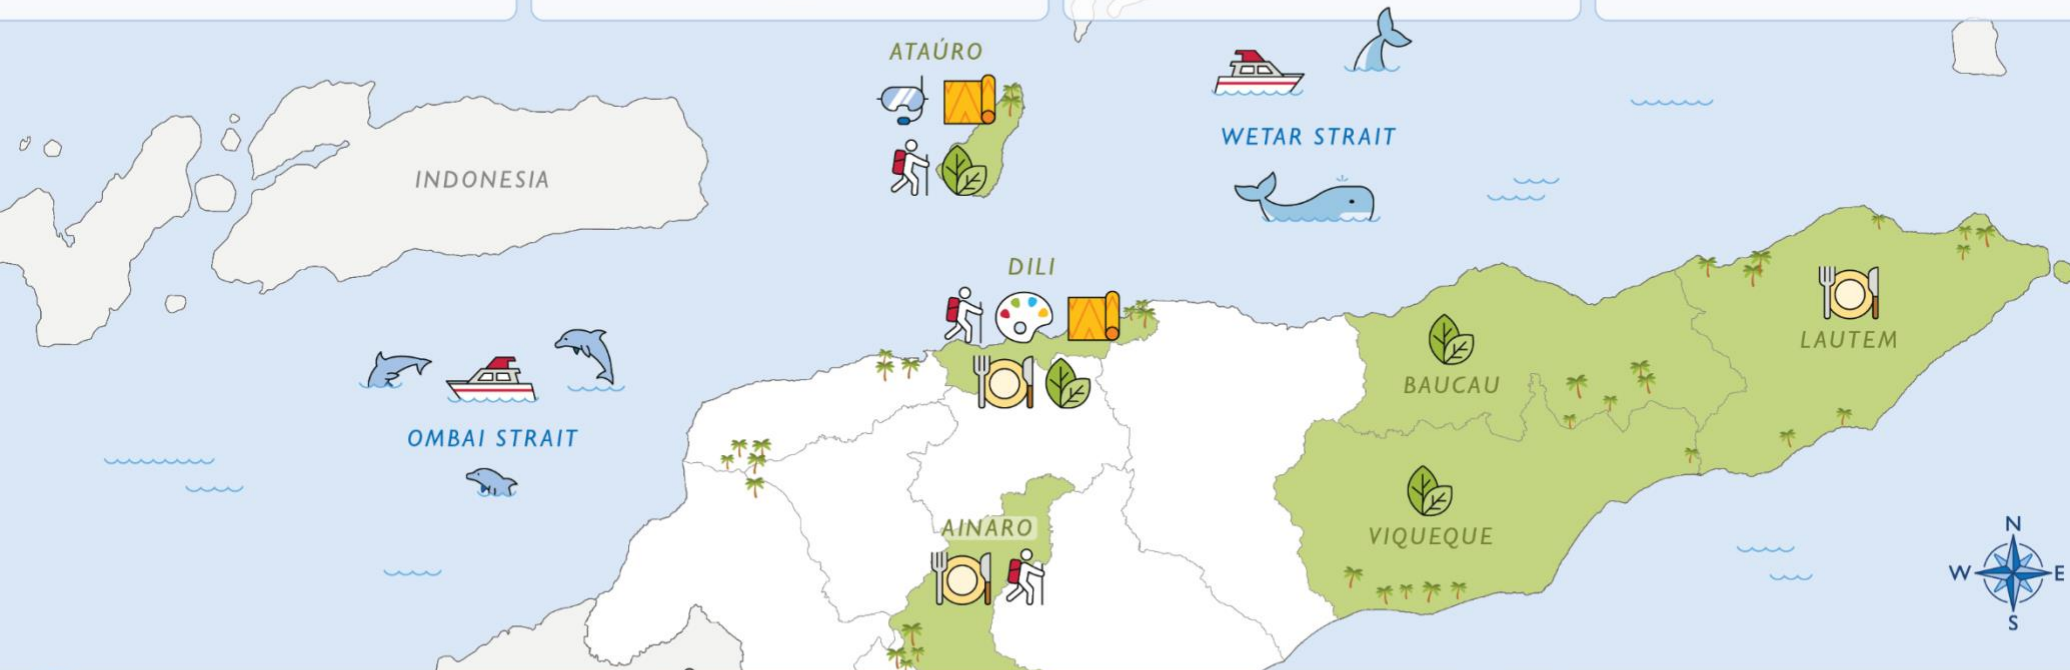 ATAÚRO
WETAR STRAIT
INDONESIA
DILI
LAUTEM
BAUCAU
OMBAI STRAIT
AINARO
VIQUEQUE
N
W
E
S